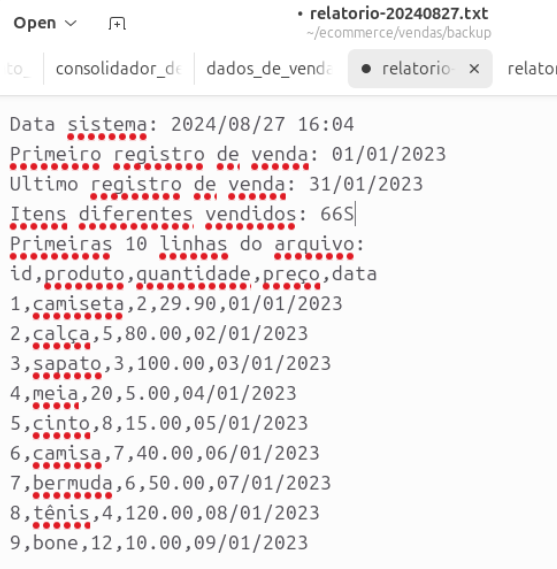 Open
• relatorio-20240827.txt
~/ecommerce/vendas/backup
to_
consolidador_de
dados_de_venda
● relatorio- ×
relator
Data sistema: 2024/08/27 16:04
Primeiro registro de venda: 01/01/2023
Ultimo registro de venda: 31/01/2023
Itens diferentes vendidos: 66S
Primeiras 10 linhas do arquivo:
id,produto,quantidade,preço,data
1,camiseta,2,29.90,01/01/2023
2,calça,5,80.00,02/01/2023
3,sapato,3,100.00,03/01/2023
4,meia,20,5.00,04/01/2023
5,cinto,8,15.00,05/01/2023
6,camisa,7,40.00,06/01/2023
7,bermuda,6,50.00,07/01/2023
8,tênis,4,120.00,08/01/2023
9,bone,12,10.00,09/01/2023